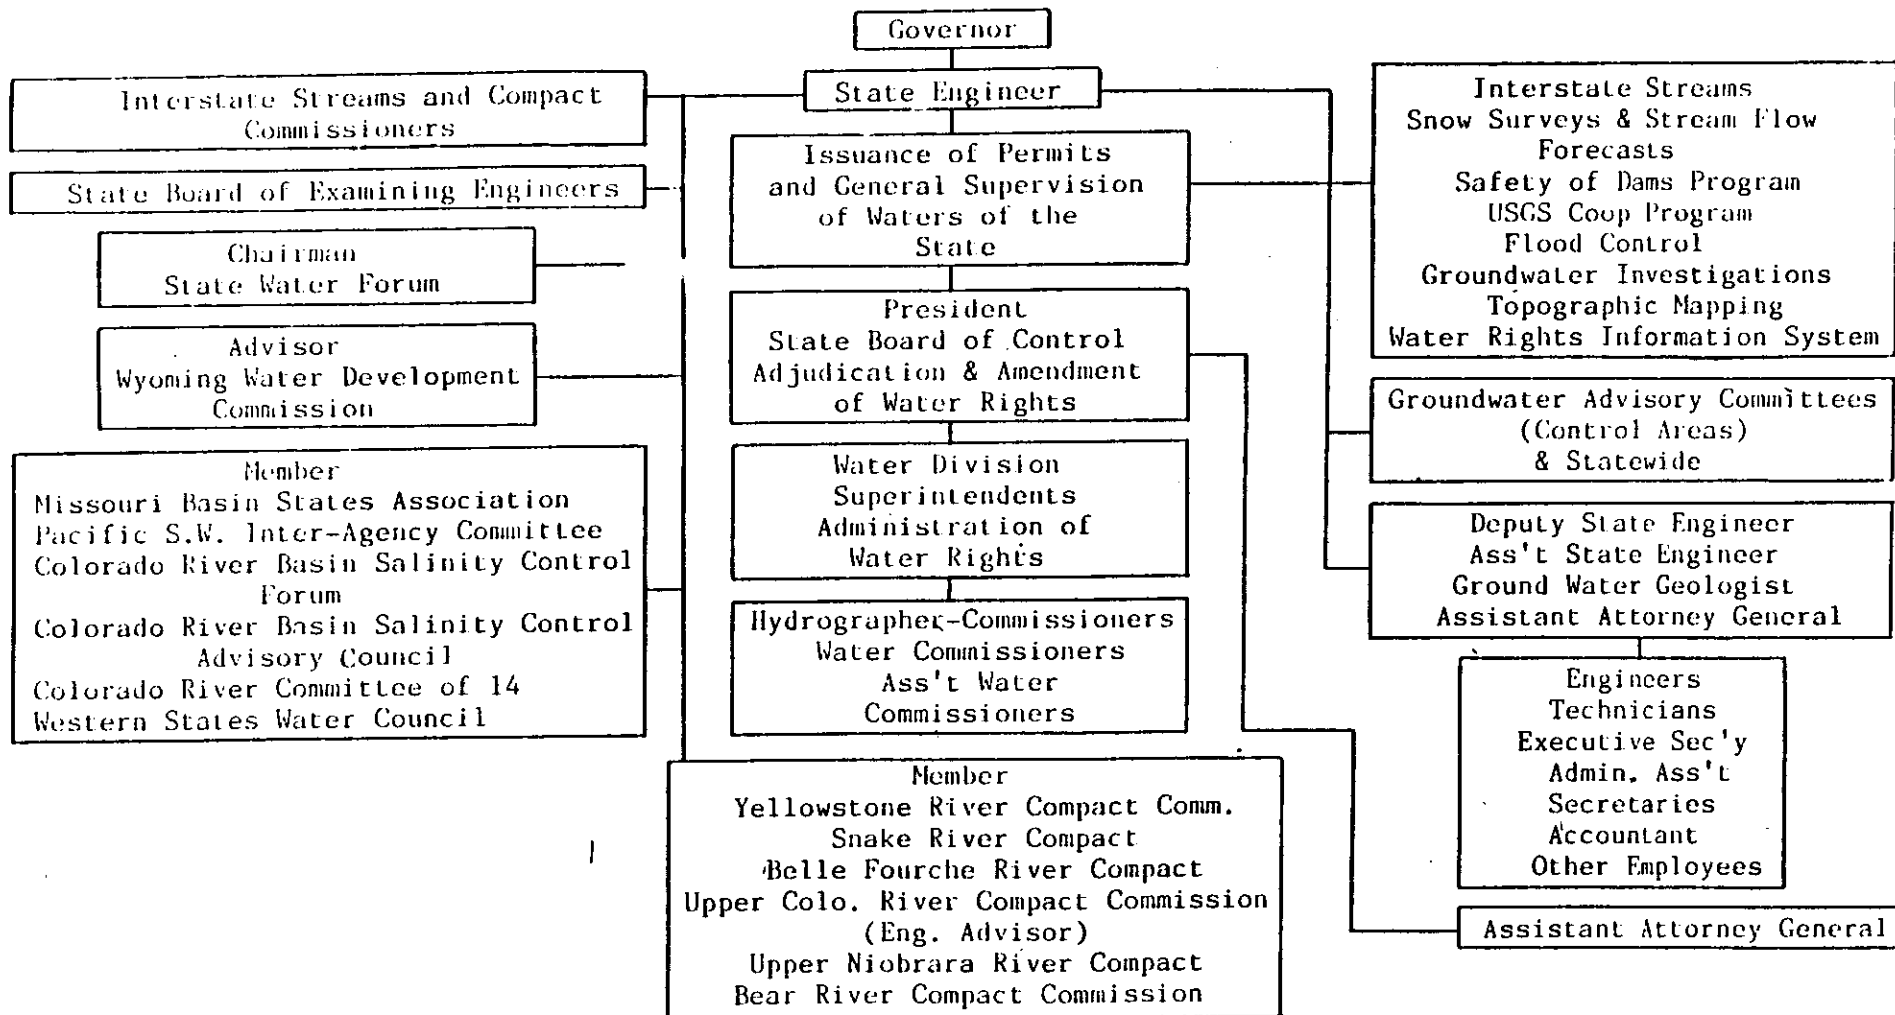 Governor
State Engineer
Interstate Streams and Compact
Commissioners
State Board of Examining Engineers
Chairman
State Water Forum
Advisor
Wyoming Water Development
Commission
Member
Missouri Basin States Association
Pacific S.W. Inter-Agency Committee
Colorado River Basin Salinity Control
Forum
Colorado River Basin Salinity Control
Advisory Council
Colorado River Committee of 14
Western States Water Council
Issuance of Permits
and General Supervision
of Waters of the
State
President
State Board of Control
Adjudication & Amendment
of Water Rights
Water Division
Superintendents
Administration of
Water Rights
Hydrographer-Commissioners
Water Commissioners
Ass't Water
Commissioners
Member
Yellowstone River Compact Comm.
Snake River Compact
Belle Fourche River Compact
Upper Colo. River Compact Commission
(Eng. Advisor)
Upper Niobrara River Compact
Bear River Compact Commission
Interstate Streams
Snow Surveys & Stream Flow
Forecasts
Safety of Dams Program
USGS Coop Program
Flood Control
Groundwater Investigations
Topographic Mapping
Water Rights Information System
Groundwater Advisory Committees
(Control Areas)
& Statewide
Deputy State Engineer
Ass't State Engineer
Ground Water Geologist
Assistant Attorney General
Engineers
Technicians
Executive Sec'y
Admin. Ass't
Secretaries
Accountant
Other Employees
Assistant Attorney General